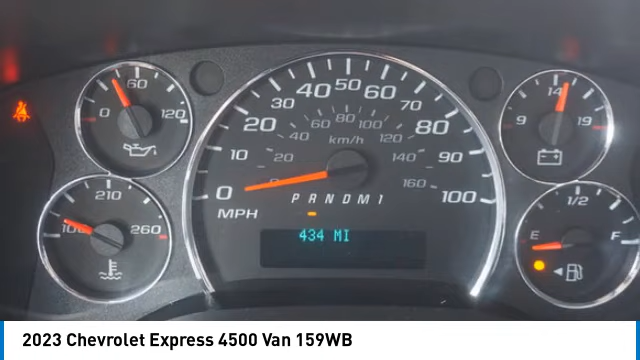 60
0 120
210
100 260
0 10 20 30 40 50 60 70 80 90 100
20 40 60 80 100 120 140 160
km/h
MPH
P R N D M 1
434 MI
9 14 19
1/2
E F
2023 Chevrolet Express 4500 Van 159WB